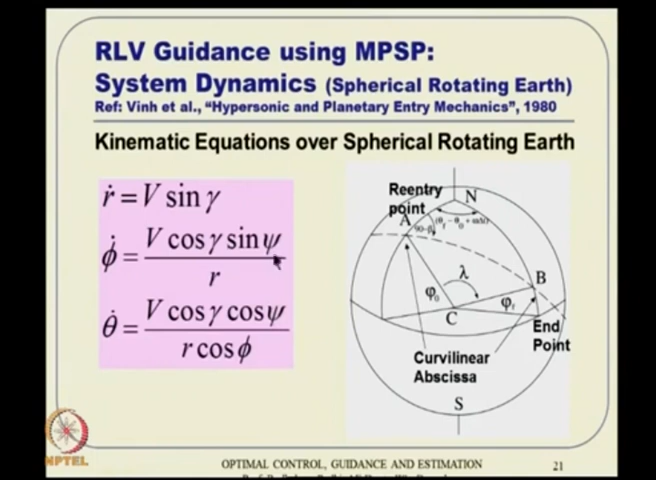 RLV Guidance using MPSP:
System Dynamics (Spherical Rotating Earth)
Ref: Vinh et al., "Hypersonic and Planetary Entry Mechanics", 1980
Kinematic Equations over Spherical Rotating Earth
ṙ = V sin γ
ϕ̇ = V cos γ sin ψ / r
θ̇ = V cos γ cos ψ / r cos ϕ
Reentry
point
N
A
λ
B
φ₀
φ_f
C
End
Point
Curvilinear
Abscissa
S
NPTEL
OPTIMAL CONTROL, GUIDANCE AND ESTIMATION
21